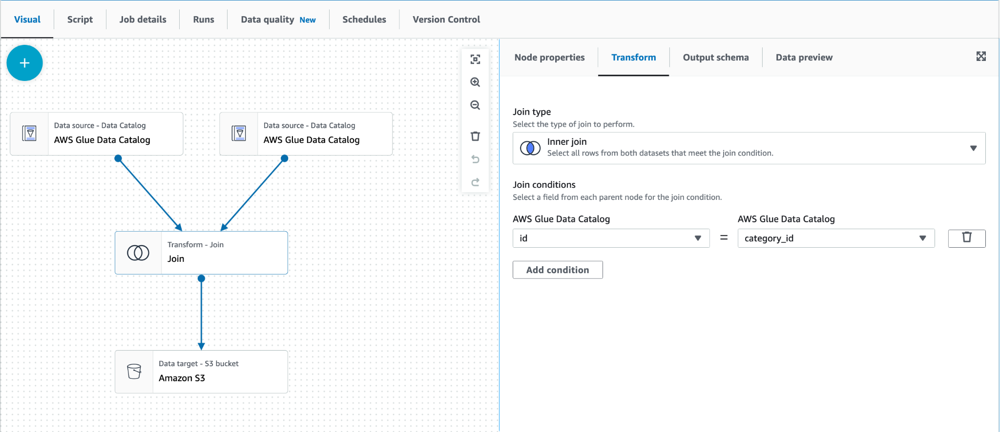 Visual Script Job details Runs Data quality New Schedules Version Control
+
Data source - Data Catalog
AWS Glue Data Catalog
Data source - Data Catalog
AWS Glue Data Catalog
Transform - Join
Join
Data target - S3 bucket
Amazon S3
Node properties Transform Output schema Data preview
Join type
Select the type of join to perform.
Inner join
Select all rows from both datasets that meet the join condition.
Join conditions
Select a field from each parent node for the join condition.
AWS Glue Data Catalog AWS Glue Data Catalog
id = category_id
Add condition